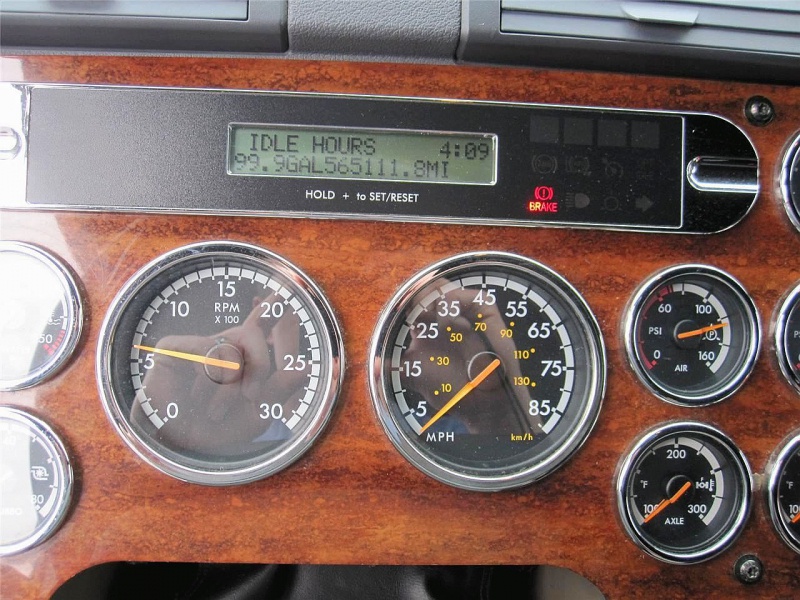 IDLE HOURS 4:09
99.9GAL565111.8MI
HOLD + to SET/RESET
BRAKE
0 5 10 15 20 25 30
RPM
X 100
5 15 25 35 45 55 65 75 85
10 30 50 70 90 110 130
MPH
km/h
0 60 100 160
PSI
P
AIR
100 200 300
°F
AXLE